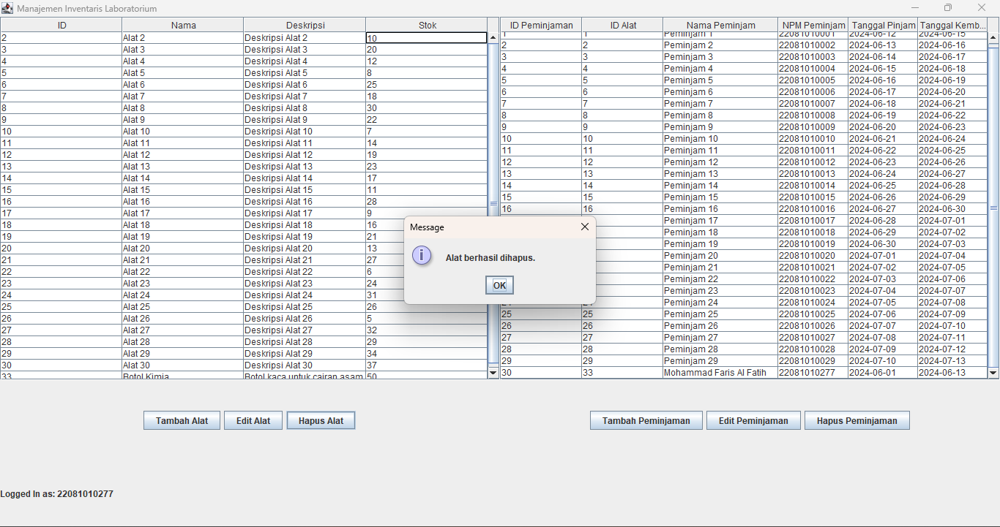 Manajemen Inventaris Laboratorium
ID Nama Deskripsi Stok
2 Alat 2 Deskripsi Alat 2 10
3 Alat 3 Deskripsi Alat 3 20
4 Alat 4 Deskripsi Alat 4 12
5 Alat 5 Deskripsi Alat 5 8
6 Alat 6 Deskripsi Alat 6 25
7 Alat 7 Deskripsi Alat 7 18
8 Alat 8 Deskripsi Alat 8 30
9 Alat 9 Deskripsi Alat 9 22
10 Alat 10 Deskripsi Alat 10 7
11 Alat 11 Deskripsi Alat 11 14
12 Alat 12 Deskripsi Alat 12 19
13 Alat 13 Deskripsi Alat 13 23
14 Alat 14 Deskripsi Alat 14 17
15 Alat 15 Deskripsi Alat 15 11
16 Alat 16 Deskripsi Alat 16 28
17 Alat 17 Deskripsi Alat 17 9
18 Alat 18 Deskripsi Alat 18 16
19 Alat 19 Deskripsi Alat 19 21
20 Alat 20 Deskripsi Alat 20 13
21 Alat 21 Deskripsi Alat 21 27
22 Alat 22 Deskripsi Alat 22 6
23 Alat 23 Deskripsi Alat 23 24
24 Alat 24 Deskripsi Alat 24 31
25 Alat 25 Deskripsi Alat 25 26
26 Alat 26 Deskripsi Alat 26 5
27 Alat 27 Deskripsi Alat 27 32
28 Alat 28 Deskripsi Alat 28 29
29 Alat 29 Deskripsi Alat 29 34
30 Alat 30 Deskripsi Alat 30 37
33 Botol Kimia Botol kaca untuk cairan asam 50
ID Peminjaman ID Alat Nama Peminjam NPM Peminjam Tanggal Pinjam Tanggal Kemb...
1 1 Peminjam 1 22081010001 2024-06-12 2024-06-15
2 2 Peminjam 2 22081010002 2024-06-13 2024-06-16
3 3 Peminjam 3 22081010003 2024-06-14 2024-06-17
4 4 Peminjam 4 22081010004 2024-06-15 2024-06-18
5 5 Peminjam 5 22081010005 2024-06-16 2024-06-19
6 6 Peminjam 6 22081010006 2024-06-17 2024-06-20
7 7 Peminjam 7 22081010007 2024-06-18 2024-06-21
8 8 Peminjam 8 22081010008 2024-06-19 2024-06-22
9 9 Peminjam 9 22081010009 2024-06-20 2024-06-23
10 10 Peminjam 10 22081010010 2024-06-21 2024-06-24
11 11 Peminjam 11 22081010011 2024-06-22 2024-06-25
12 12 Peminjam 12 22081010012 2024-06-23 2024-06-26
13 13 Peminjam 13 22081010013 2024-06-24 2024-06-27
14 14 Peminjam 14 22081010014 2024-06-25 2024-06-28
15 15 Peminjam 15 22081010015 2024-06-26 2024-06-29
16 16 Peminjam 16 22081010016 2024-06-27 2024-06-30
Peminjam 17 22081010017 2024-06-28 2024-07-01
Peminjam 18 22081010018 2024-06-29 2024-07-02
Peminjam 19 22081010019 2024-06-30 2024-07-03
Peminjam 20 22081010020 2024-07-01 2024-07-04
Peminjam 21 22081010021 2024-07-02 2024-07-05
Peminjam 22 22081010022 2024-07-03 2024-07-06
Peminjam 23 22081010023 2024-07-04 2024-07-07
Peminjam 24 22081010024 2024-07-05 2024-07-08
25 25 Peminjam 25 22081010025 2024-07-06 2024-07-09
26 26 Peminjam 26 22081010026 2024-07-07 2024-07-10
27 27 Peminjam 27 22081010027 2024-07-08 2024-07-11
28 28 Peminjam 28 22081010028 2024-07-09 2024-07-12
29 29 Peminjam 29 22081010029 2024-07-10 2024-07-13
30 33 Mohammad Faris Al Fatih 22081010277 2024-06-01 2024-06-13
Message
Alat berhasil dihapus.
OK
Tambah Alat Edit Alat Hapus Alat
Tambah Peminjaman Edit Peminjaman Hapus Peminjaman
Logged In as: 22081010277